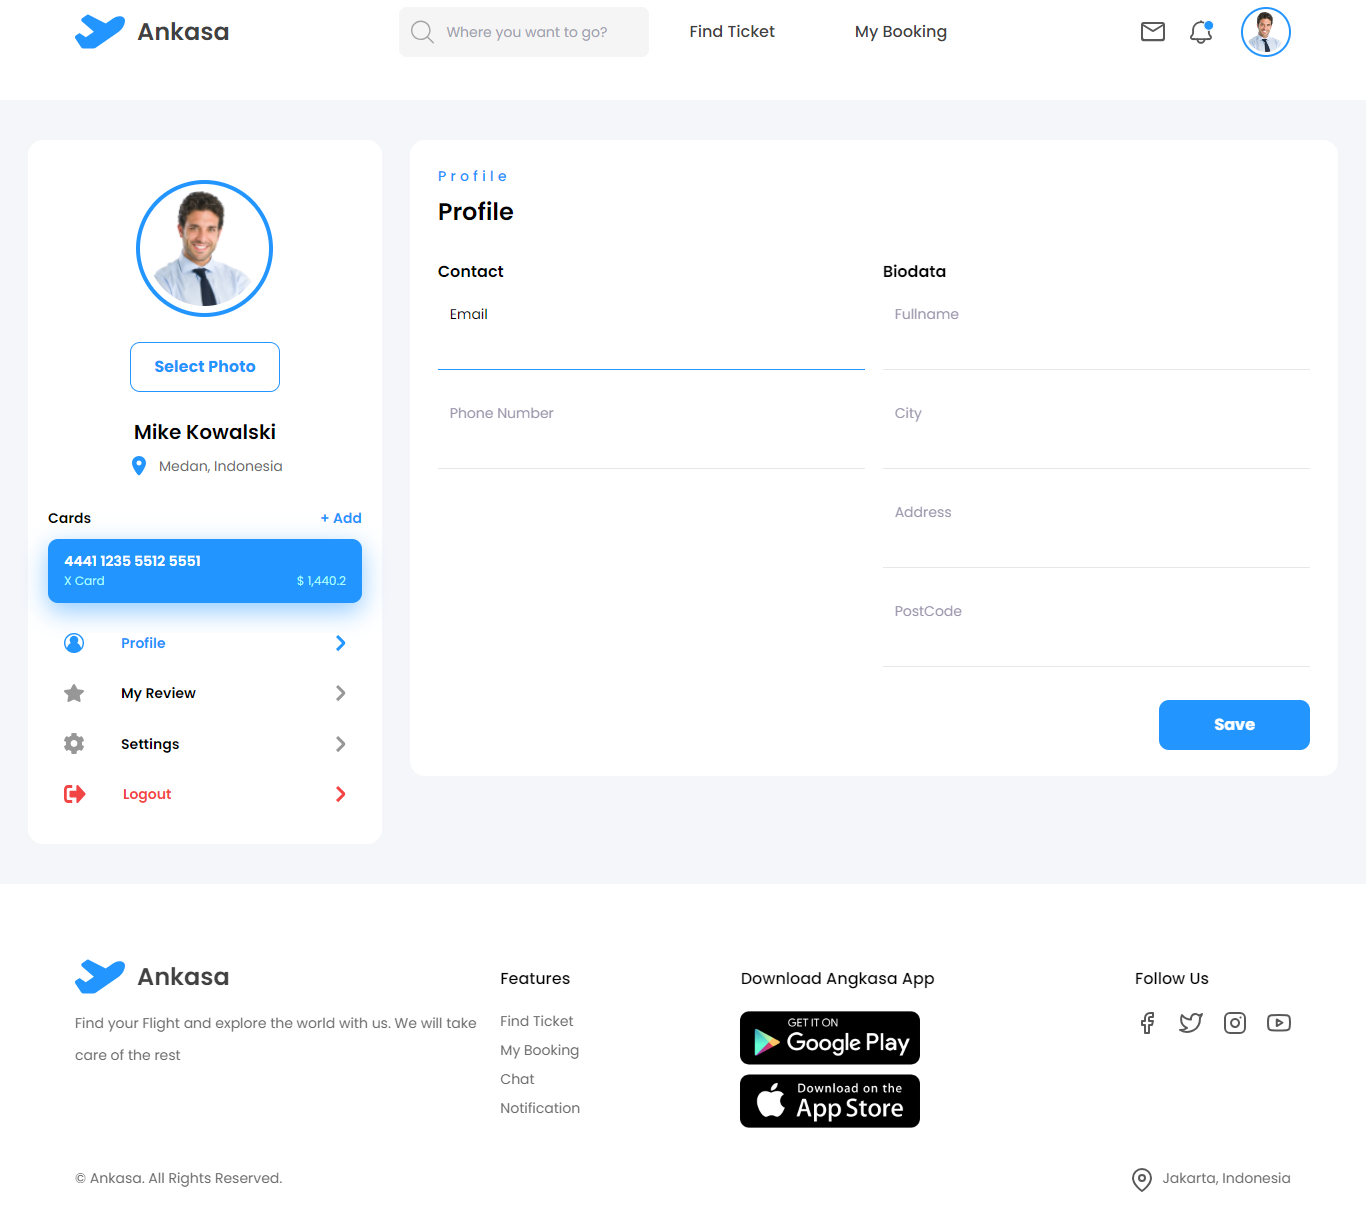 Ankasa
Where you want to go?
Find Ticket
My Booking
Select Photo
Mike Kowalski
Medan, Indonesia
Cards
+ Add
4441 1235 5512 5551
X Card
$ 1,440.2
Profile
My Review
Settings
Logout
Profile
Profile
Contact
Email
Phone Number
Biodata
Fullname
City
Address
PostCode
Save
Ankasa
Find your Flight and explore the world with us. We will take
care of the rest
Features
Find Ticket
My Booking
Chat
Notification
Download Angkasa App
GET IT ON
Google Play
Download on the
App Store
Follow Us
© Ankasa. All Rights Reserved.
Jakarta, Indonesia